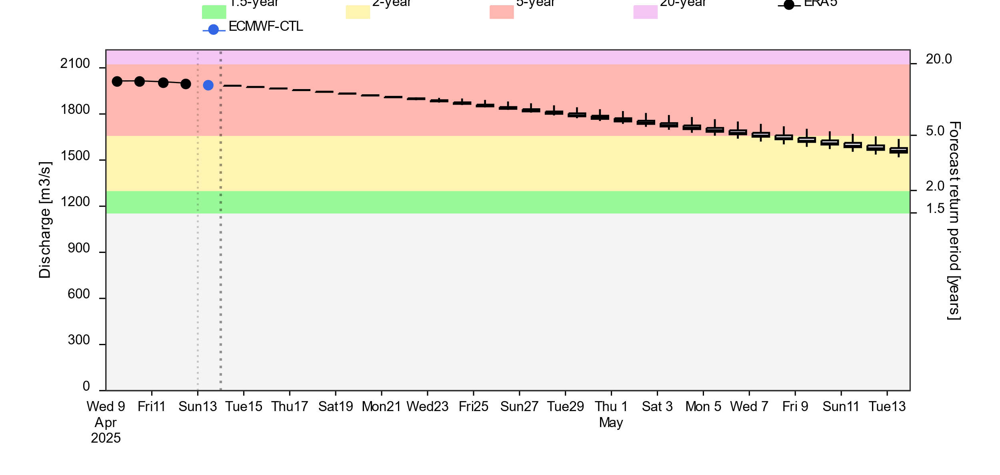 1.5-year 2-year 5-year 20-year ERA5
ECMWF-CTL
2100
1800
1500
1200
900
600
300
0
Discharge [m3/s]
20.0
5.0
2.0
1.5
Forecast return period [years]
Wed 9 Fri11 Sun13 Tue15 Thu17 Sat19 Mon21 Wed23 Fri25 Sun27 Tue29 Thu 1 Sat 3 Mon 5 Wed 7 Fri 9 Sun11 Tue13
Apr May
2025